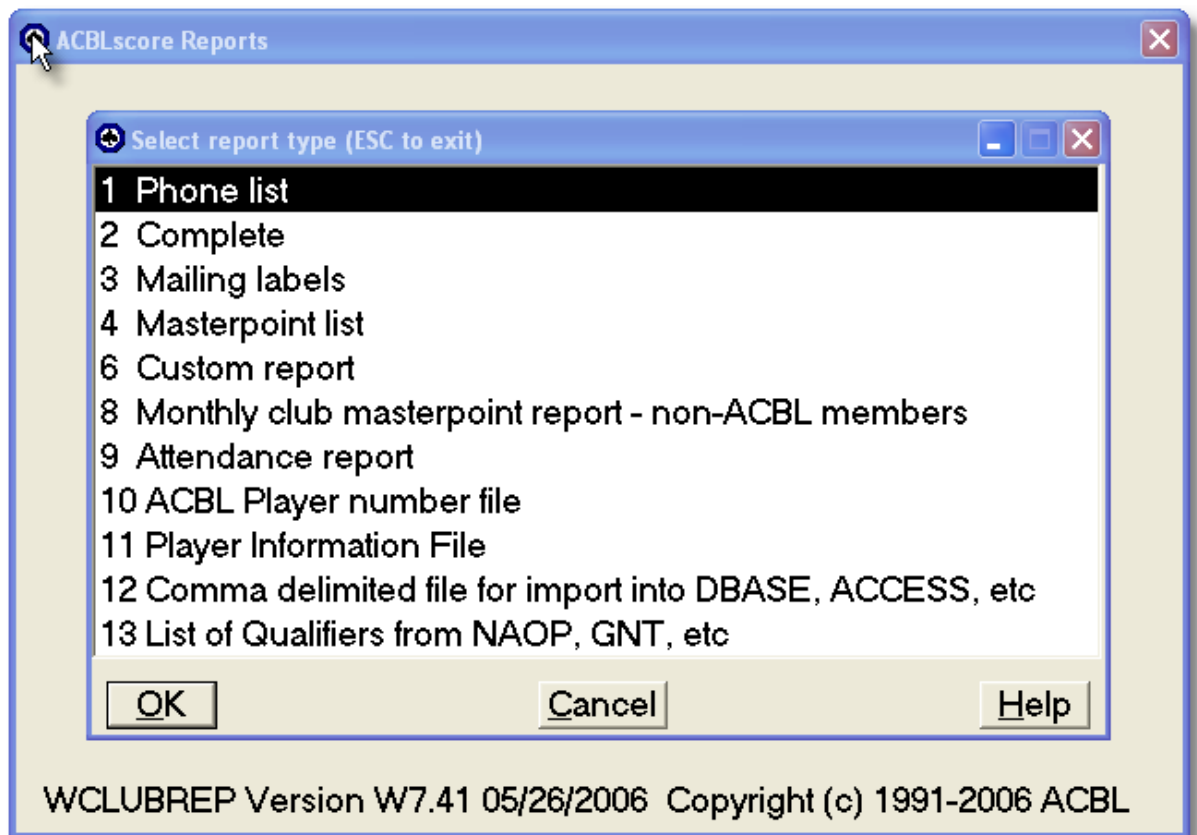 ACBLscore Reports
Select report type (ESC to exit)
1 Phone list
2 Complete
3 Mailing labels
4 Masterpoint list
6 Custom report
8 Monthly club masterpoint report - non-ACBL members
9 Attendance report
10 ACBL Player number file
11 Player Information File
12 Comma delimited file for import into DBASE, ACCESS, etc
13 List of Qualifiers from NAOP, GNT, etc
OK Cancel Help
WCLUBREP Version W7.41 05/26/2006 Copyright (c) 1991-2006 ACBL